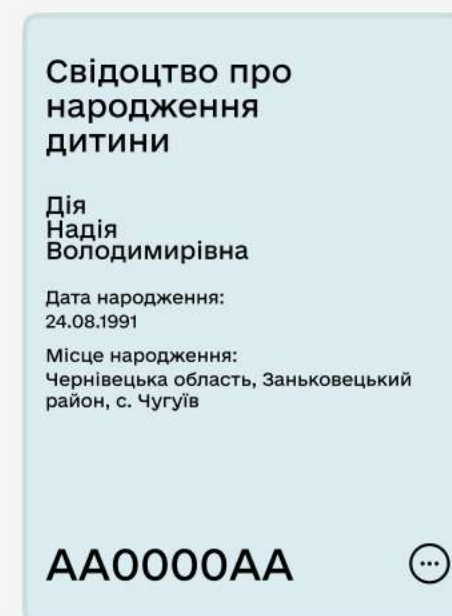 Свідоцтво про
народження
дитини
Дія
Надія
Володимирівна
Дата народження:
24.08.1991
Місце народження:
Чернівецька область, Заньковецький
район, с. Чугуїв
АА0000АА